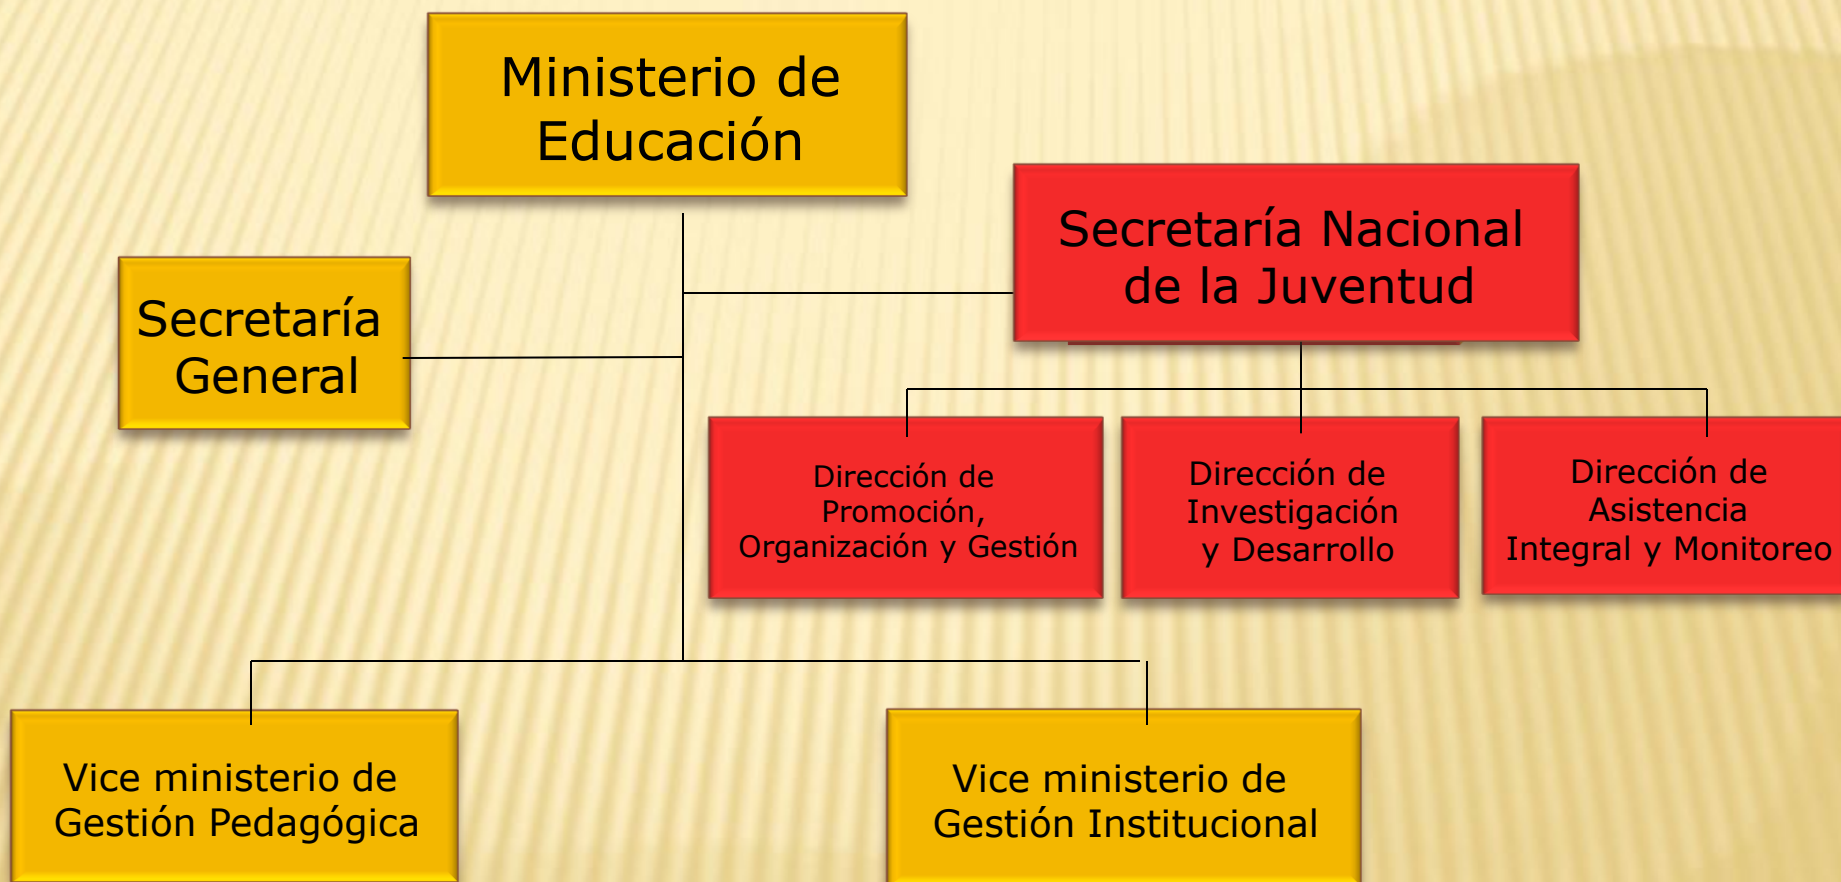 Ministerio de
Educación
Secretaría Nacional
de la Juventud
Secretaría
General
Dirección de
Promoción,
Organización y Gestión
Dirección de
Investigación
y Desarrollo
Dirección de
Asistencia
Integral y Monitoreo
Vice ministerio de
Gestión Pedagógica
Vice ministerio de
Gestión Institucional